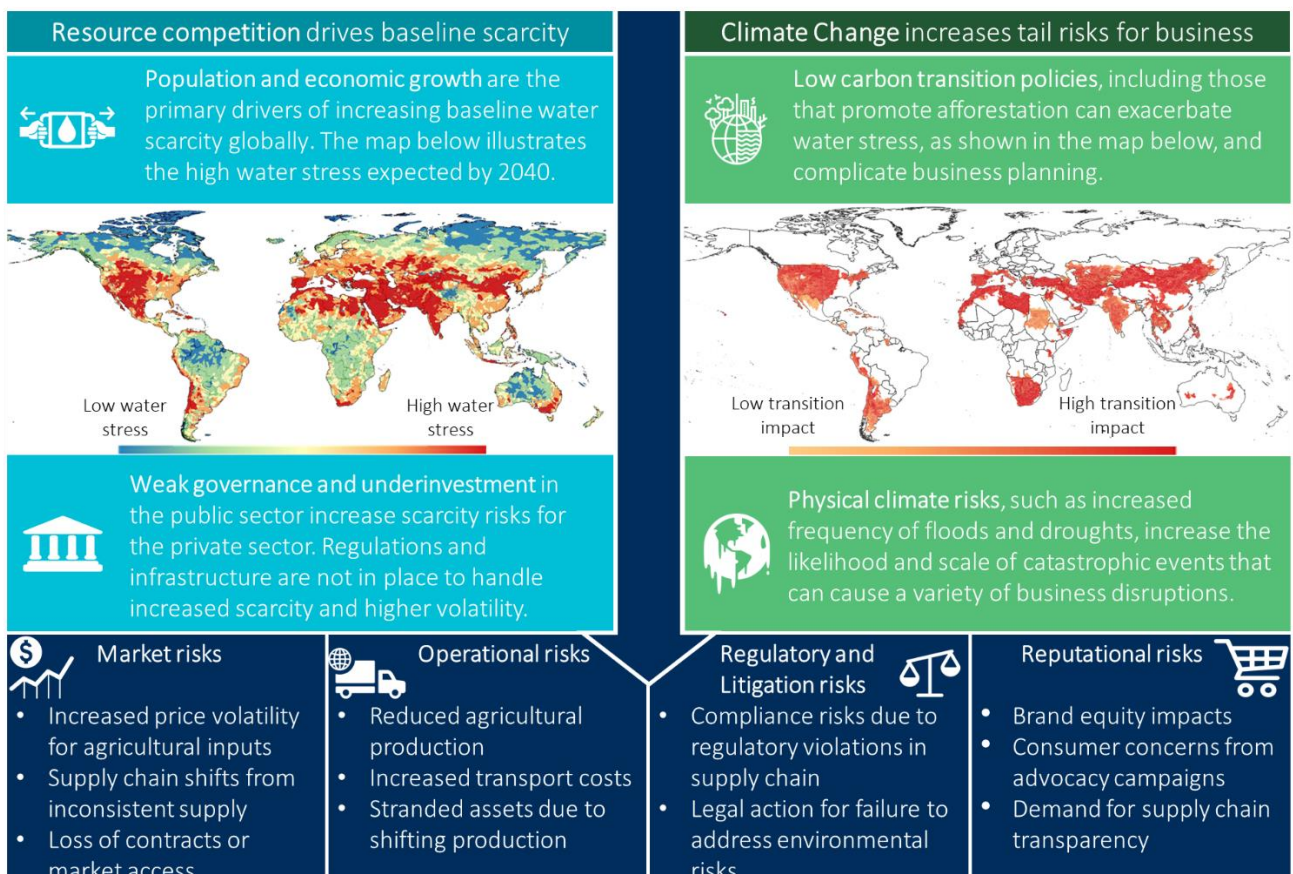 Resource competition drives baseline scarcity
Population and economic growth are the
primary drivers of increasing baseline water
scarcity globally. The map below illustrates
the high water stress expected by 2040.
Low water
stress
High water
stress
Weak governance and underinvestment in
the public sector increase scarcity risks for
the private sector. Regulations and
infrastructure are not in place to handle
increased scarcity and higher volatility.
Climate Change increases tail risks for business
Low carbon transition policies, including those
that promote afforestation can exacerbate
water stress, as shown in the map below, and
complicate business planning.
Low transition
impact
High transition
impact
Physical climate risks, such as increased
frequency of floods and droughts, increase the
likelihood and scale of catastrophic events that
can cause a variety of business disruptions.
$
Market risks
• Increased price volatility
for agricultural inputs
• Supply chain shifts from
inconsistent supply
• Loss of contracts or
market access
Operational risks
• Reduced agricultural
production
• Increased transport costs
• Stranded assets due to
shifting production
Regulatory and
Litigation risks
• Compliance risks due to
regulatory violations in
supply chain
• Legal action for failure to
address environmental
risks
Reputational risks
• Brand equity impacts
• Consumer concerns from
advocacy campaigns
• Demand for supply chain
transparency